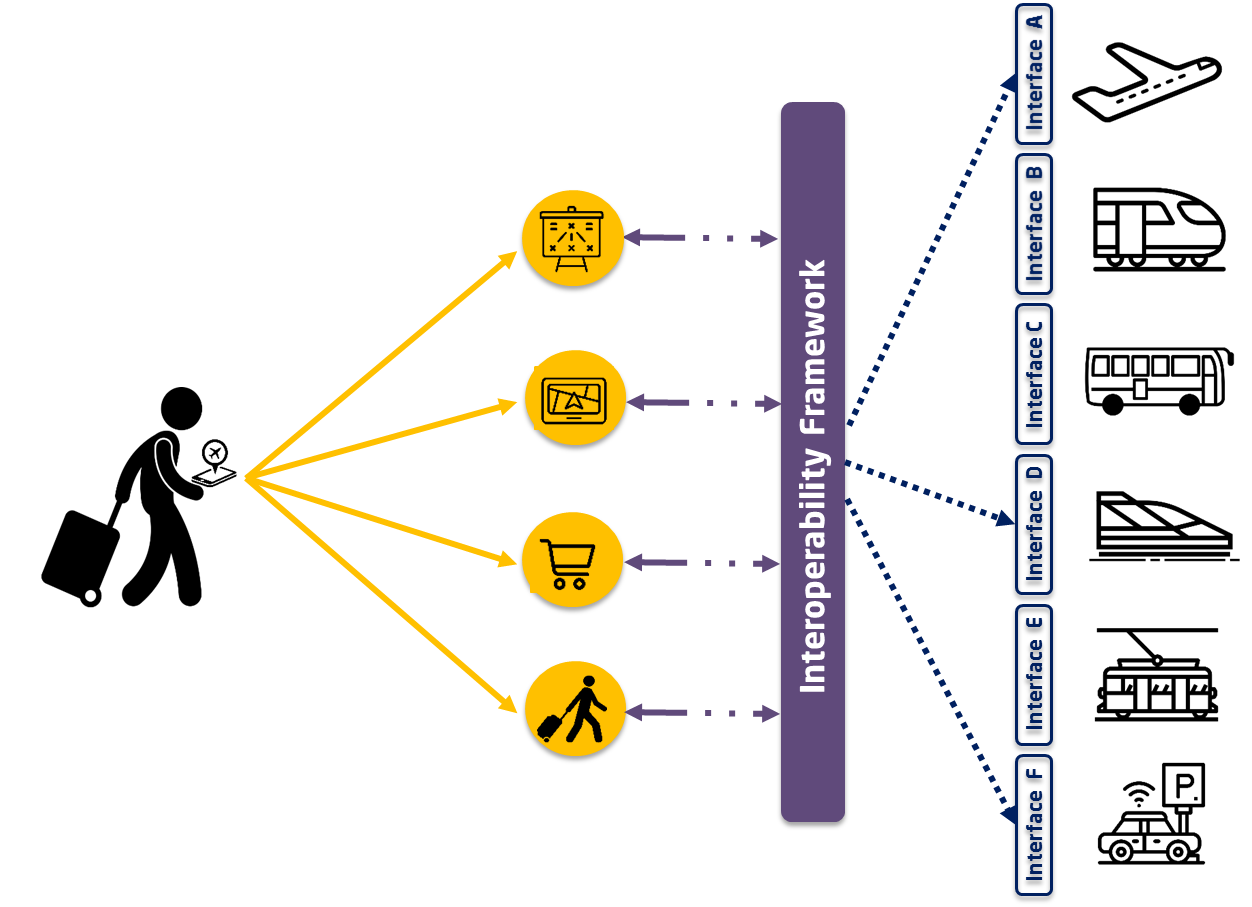 Interoperability Framework
Interface A
Interface B
Interface C
Interface D
Interface E
Interface F
P